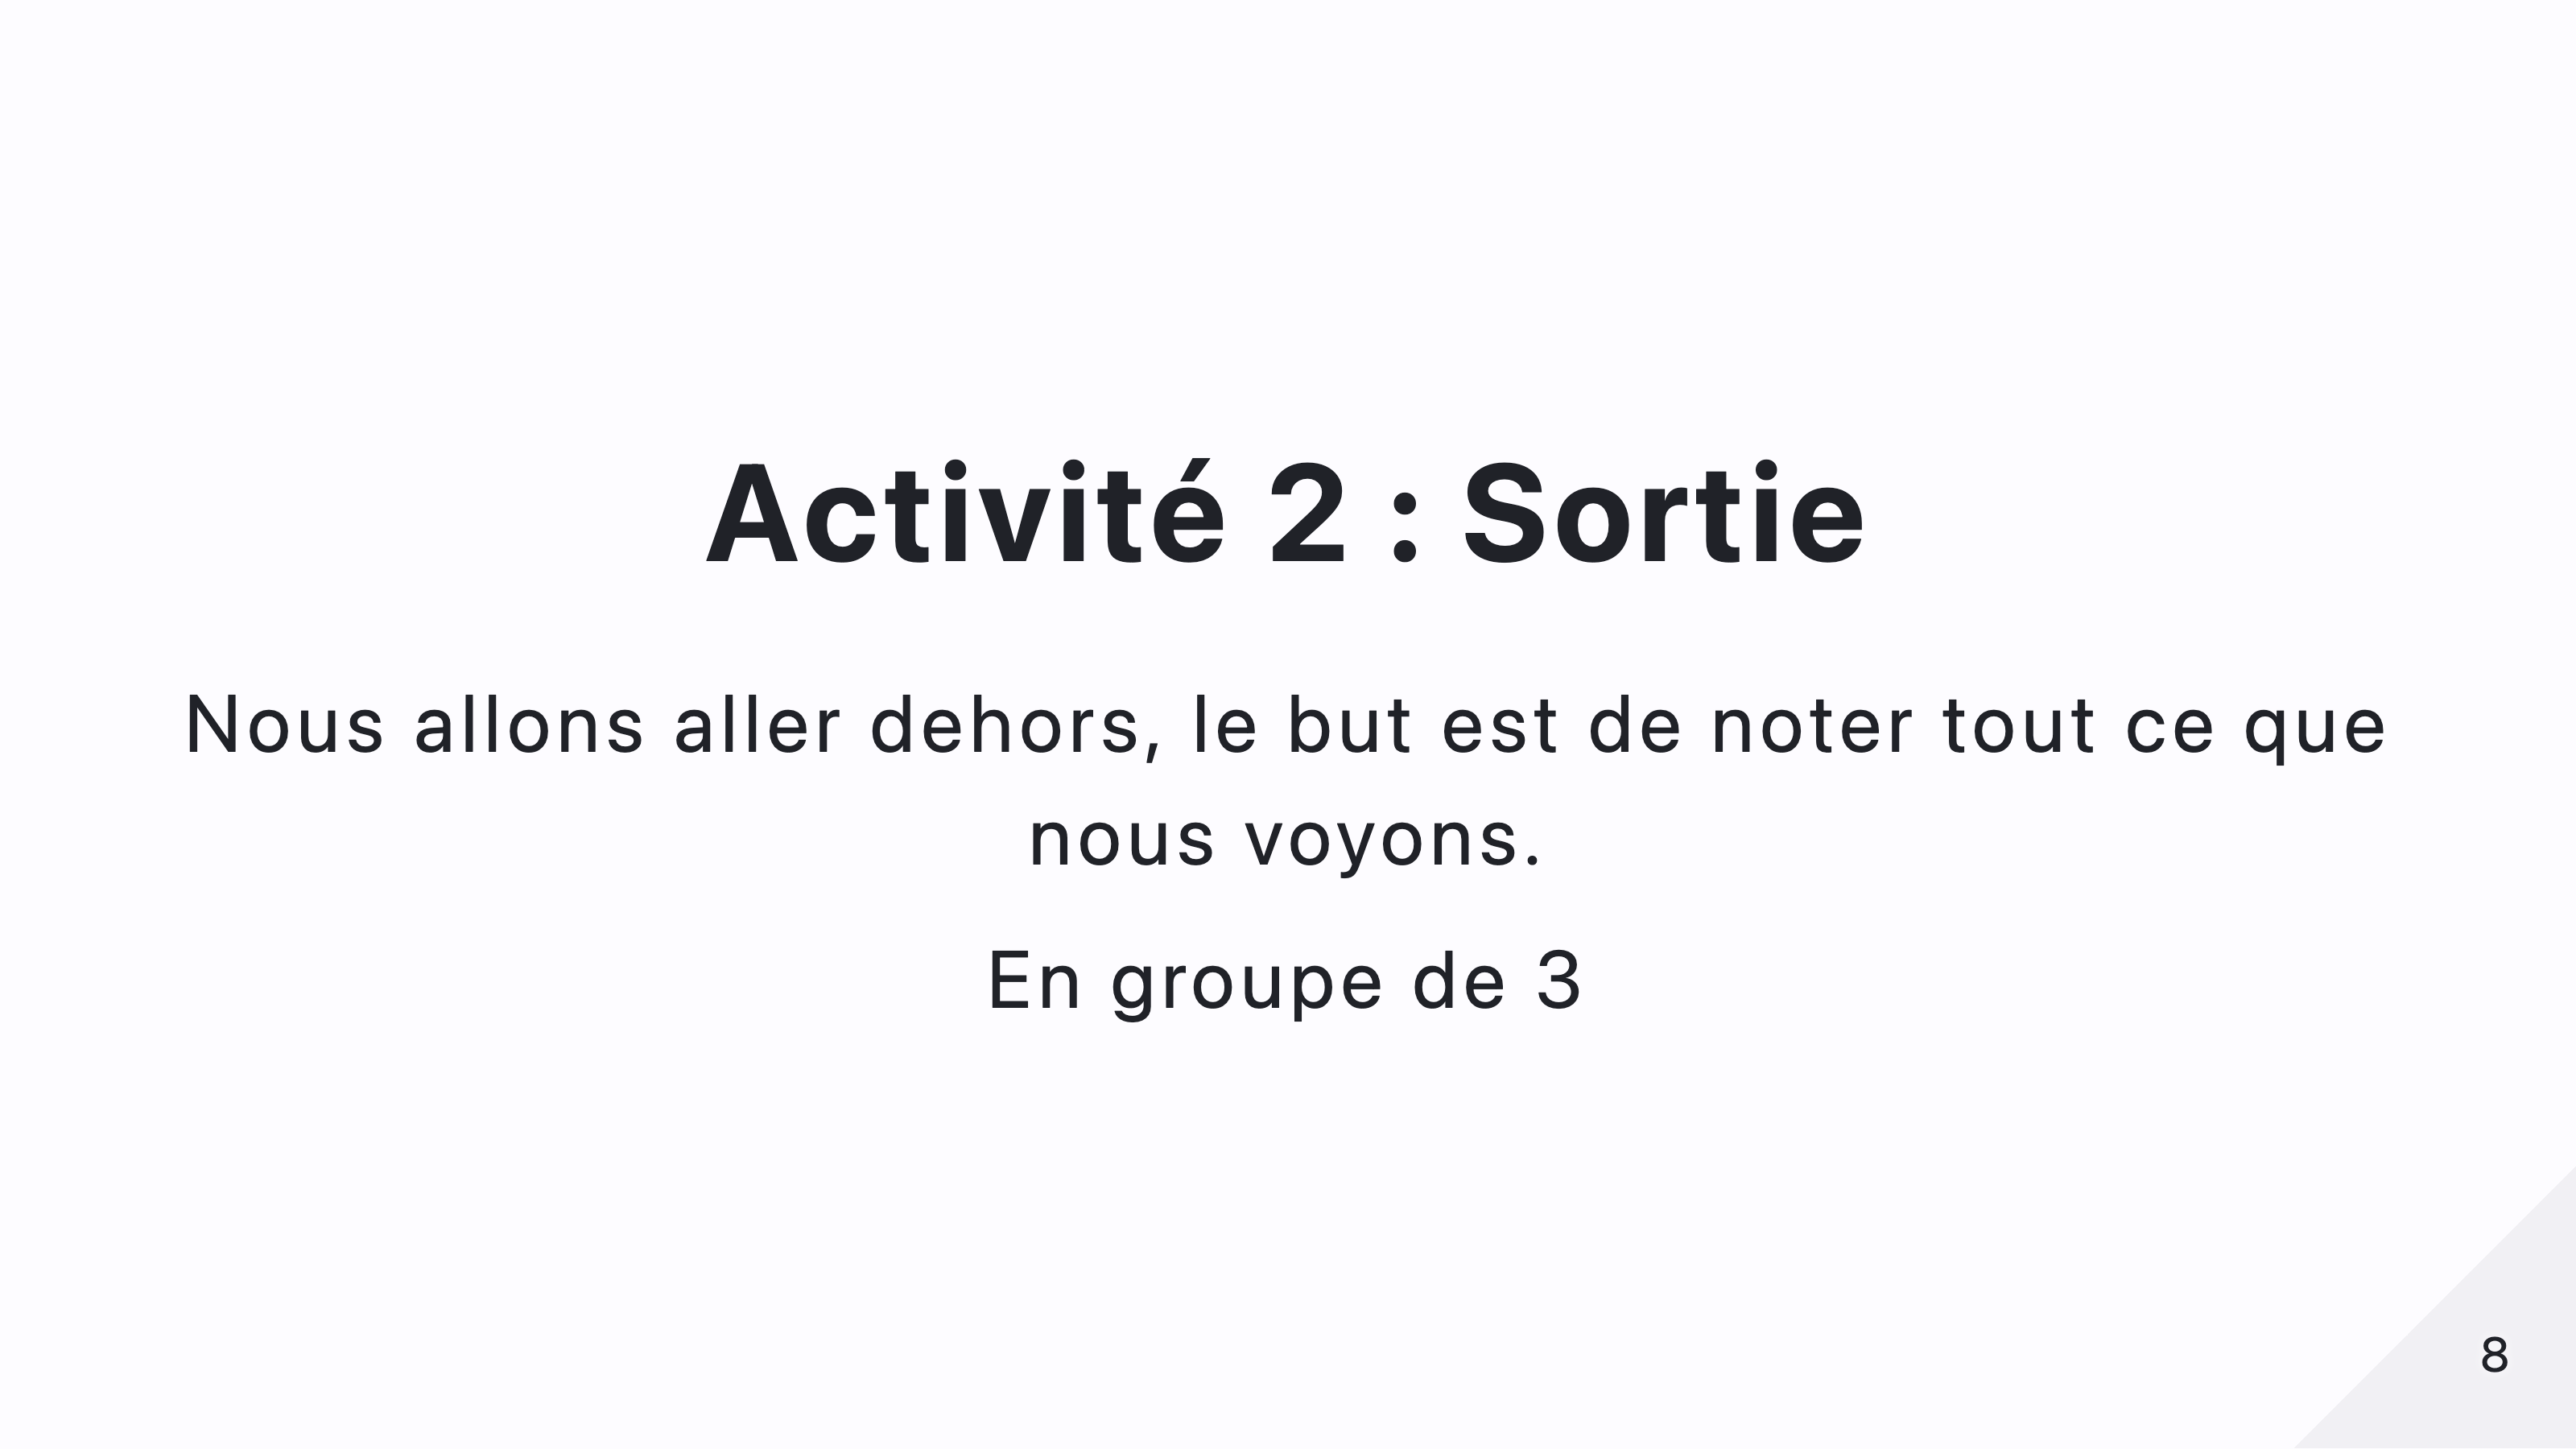 Activité 2 : Sortie
Nous allons aller dehors, le but est de noter tout ce que
nous voyons.
En groupe de 3
8